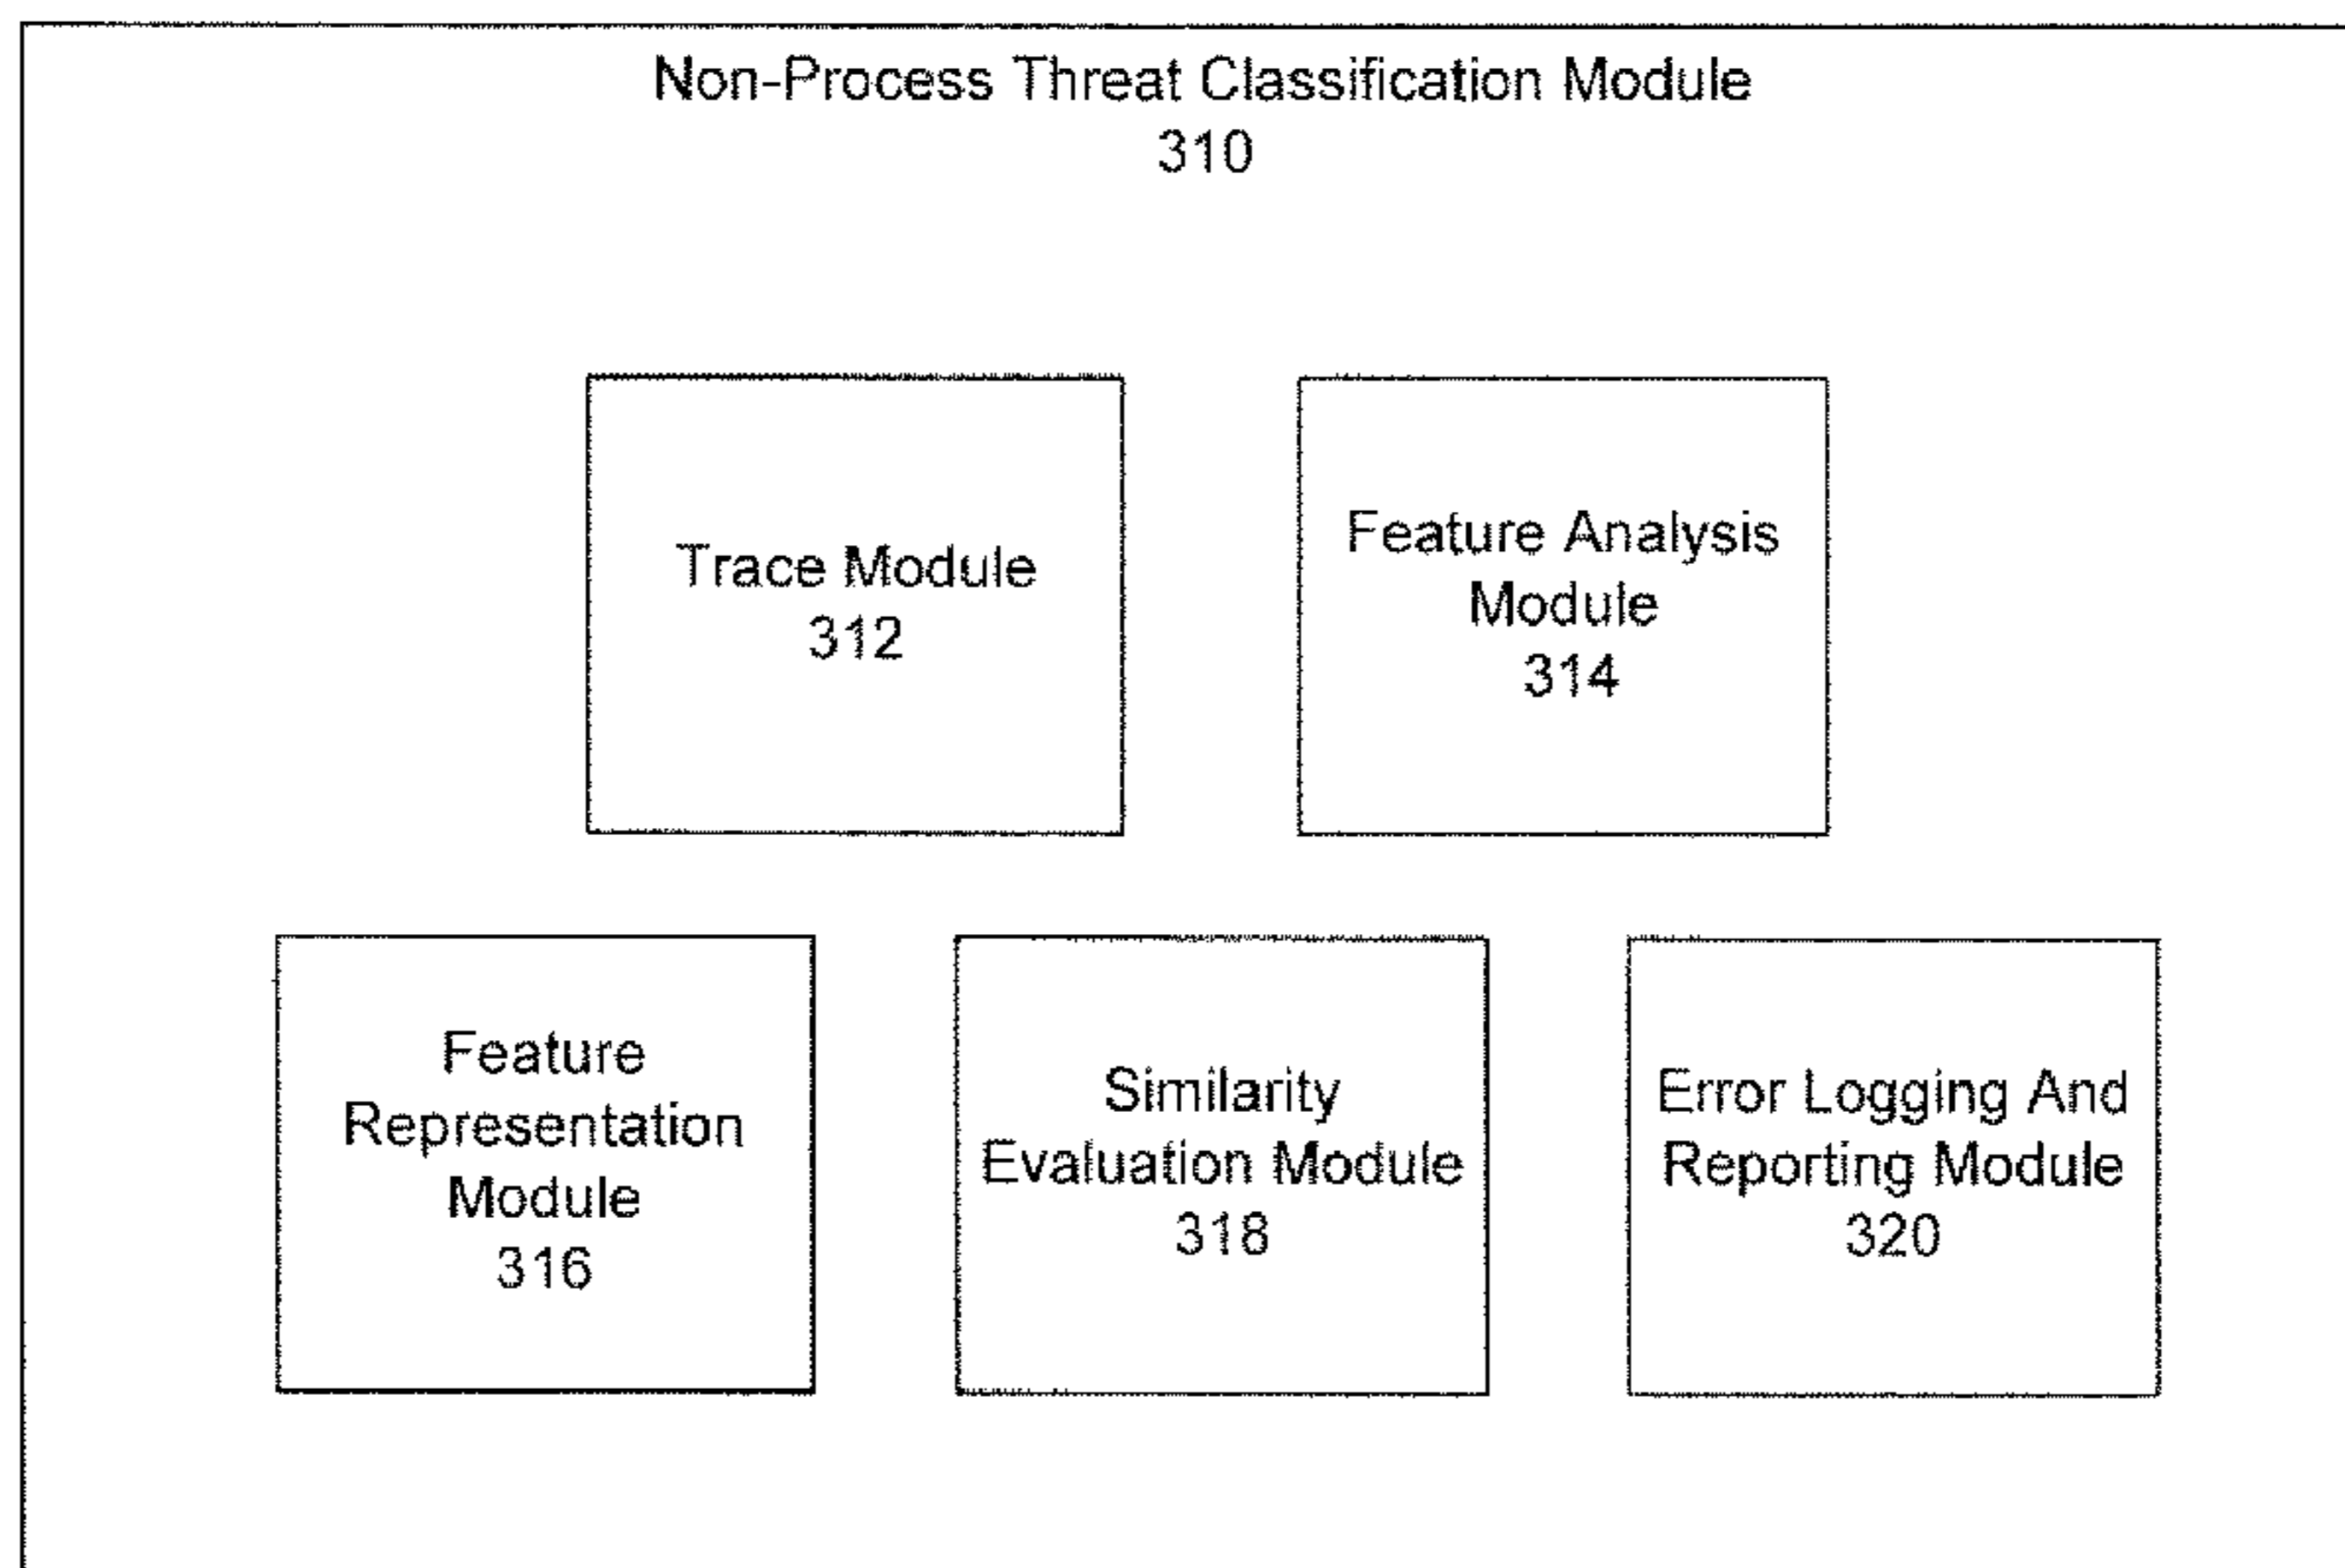 Non-Process Threat Classification Module
310
Trace Module
312
Feature Analysis
Module
314
Feature
Representation
Module
316
Similarity
Evaluation Module
318
Error Logging And
Reporting Module
320